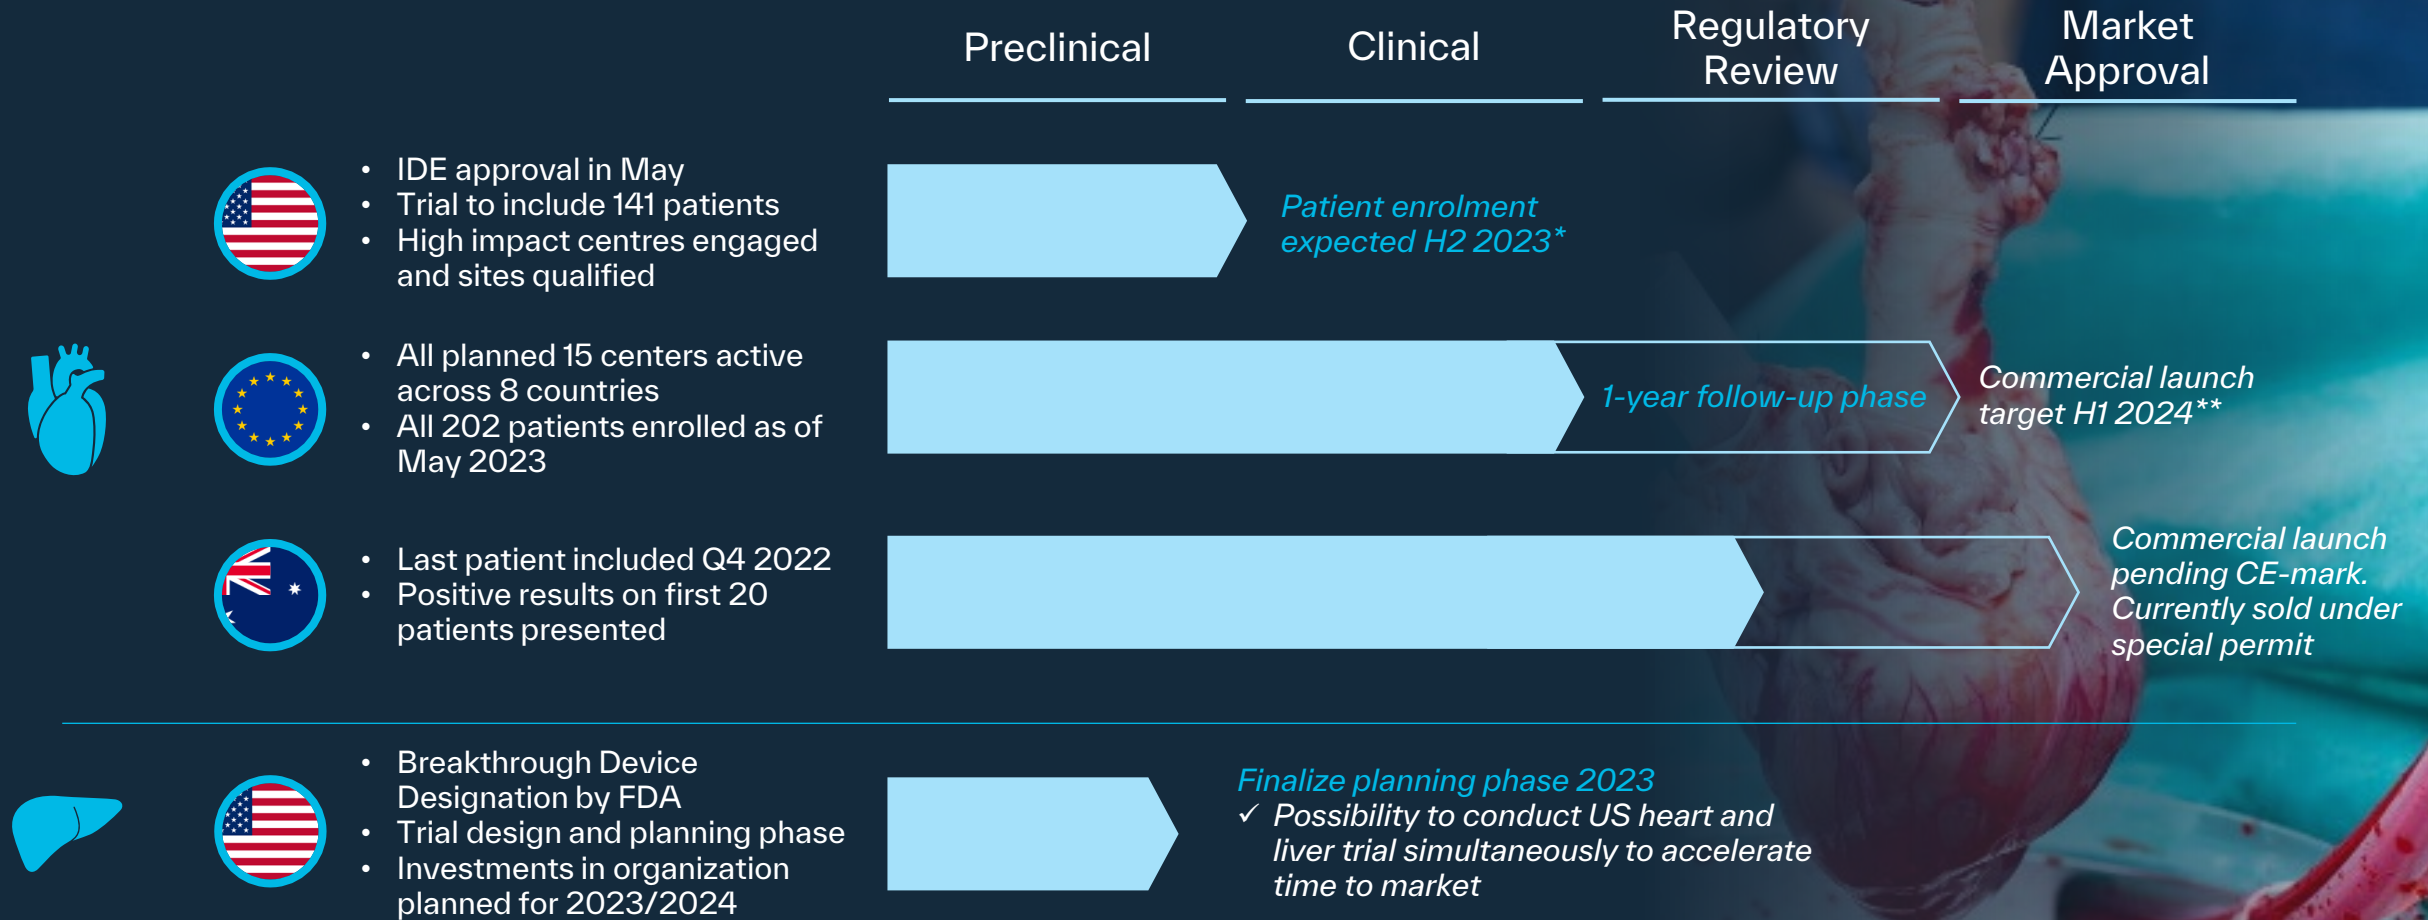 Preclinical
Clinical
Regulatory
Review
Market
Approval
• IDE approval in May
• Trial to include 141 patients
• High impact centres engaged
and sites qualified
Patient enrolment
expected H2 2023*
• All planned 15 centers active
across 8 countries
• All 202 patients enrolled as of
May 2023
1-year follow-up phase
Commercial launch
target H1 2024**
• Last patient included Q4 2022
• Positive results on first 20
patients presented
Commercial launch
pending CE-mark.
Currently sold under
special permit
• Breakthrough Device
Designation by FDA
• Trial design and planning phase
• Investments in organization
planned for 2023/2024
Finalize planning phase 2023
✓ Possibility to conduct US heart and
liver trial simultaneously to accelerate
time to market